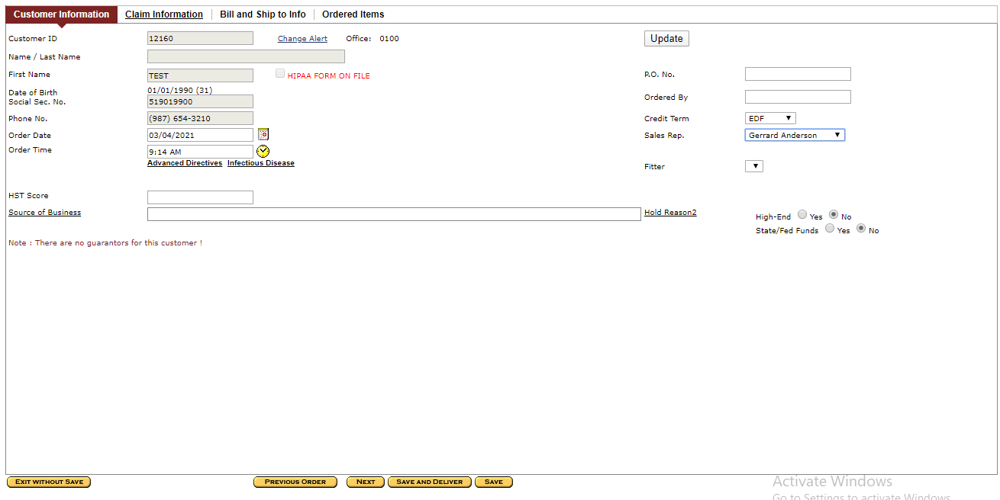 Customer Information Claim Information Bill and Ship to Info Ordered Items
Customer ID 12160 Change Alert Office: 0100 Update
Name / Last Name
First Name TEST HIPAA FORM ON FILE P.O. No.
Date of Birth 01/01/1990 (31)
Social Sec. No. 519019900 Ordered By
Phone No. (987) 654-3210 Credit Term EDF
Order Date 03/04/2021 Sales Rep. Gerrard Anderson
Order Time 9:14 AM
Advanced Directives Infectious Disease
Fitter
HST Score
Source of Business Hold Reason2 High-End Yes No
State/Fed Funds Yes No
Note : There are no guarantors for this customer !
EXIT WITHOUT SAVE PREVIOUS ORDER NEXT SAVE AND DELIVER SAVE
Activate Windows
Go to Settings to activate Windows.